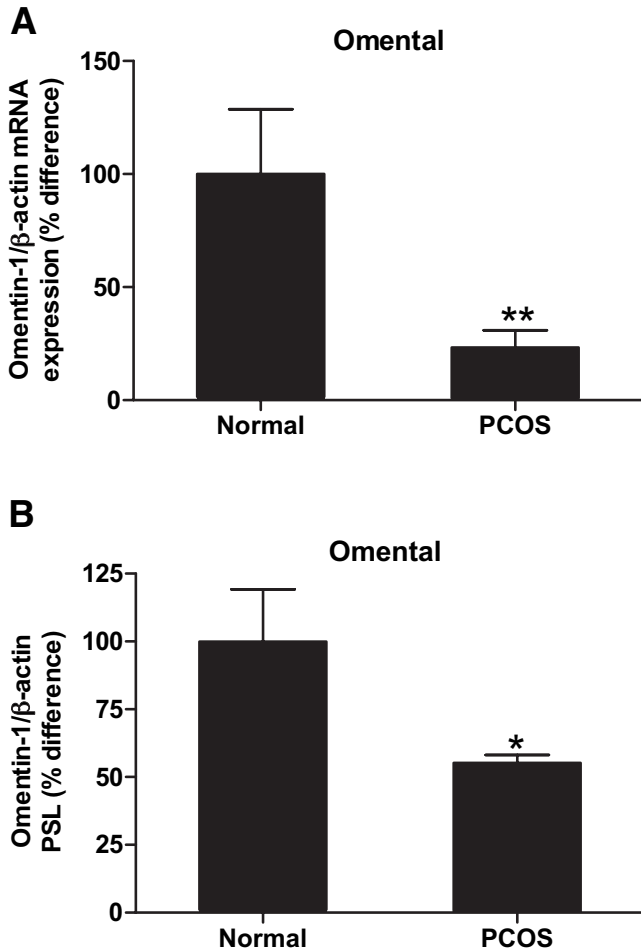 A
Omental
Omentin-1/β-actin mRNA
expression (% difference)
150
100
50
0
**
Normal
PCOS
B
Omental
Omentin-1/β-actin
PSL (% difference)
125
100
75
50
25
0
*
Normal
PCOS